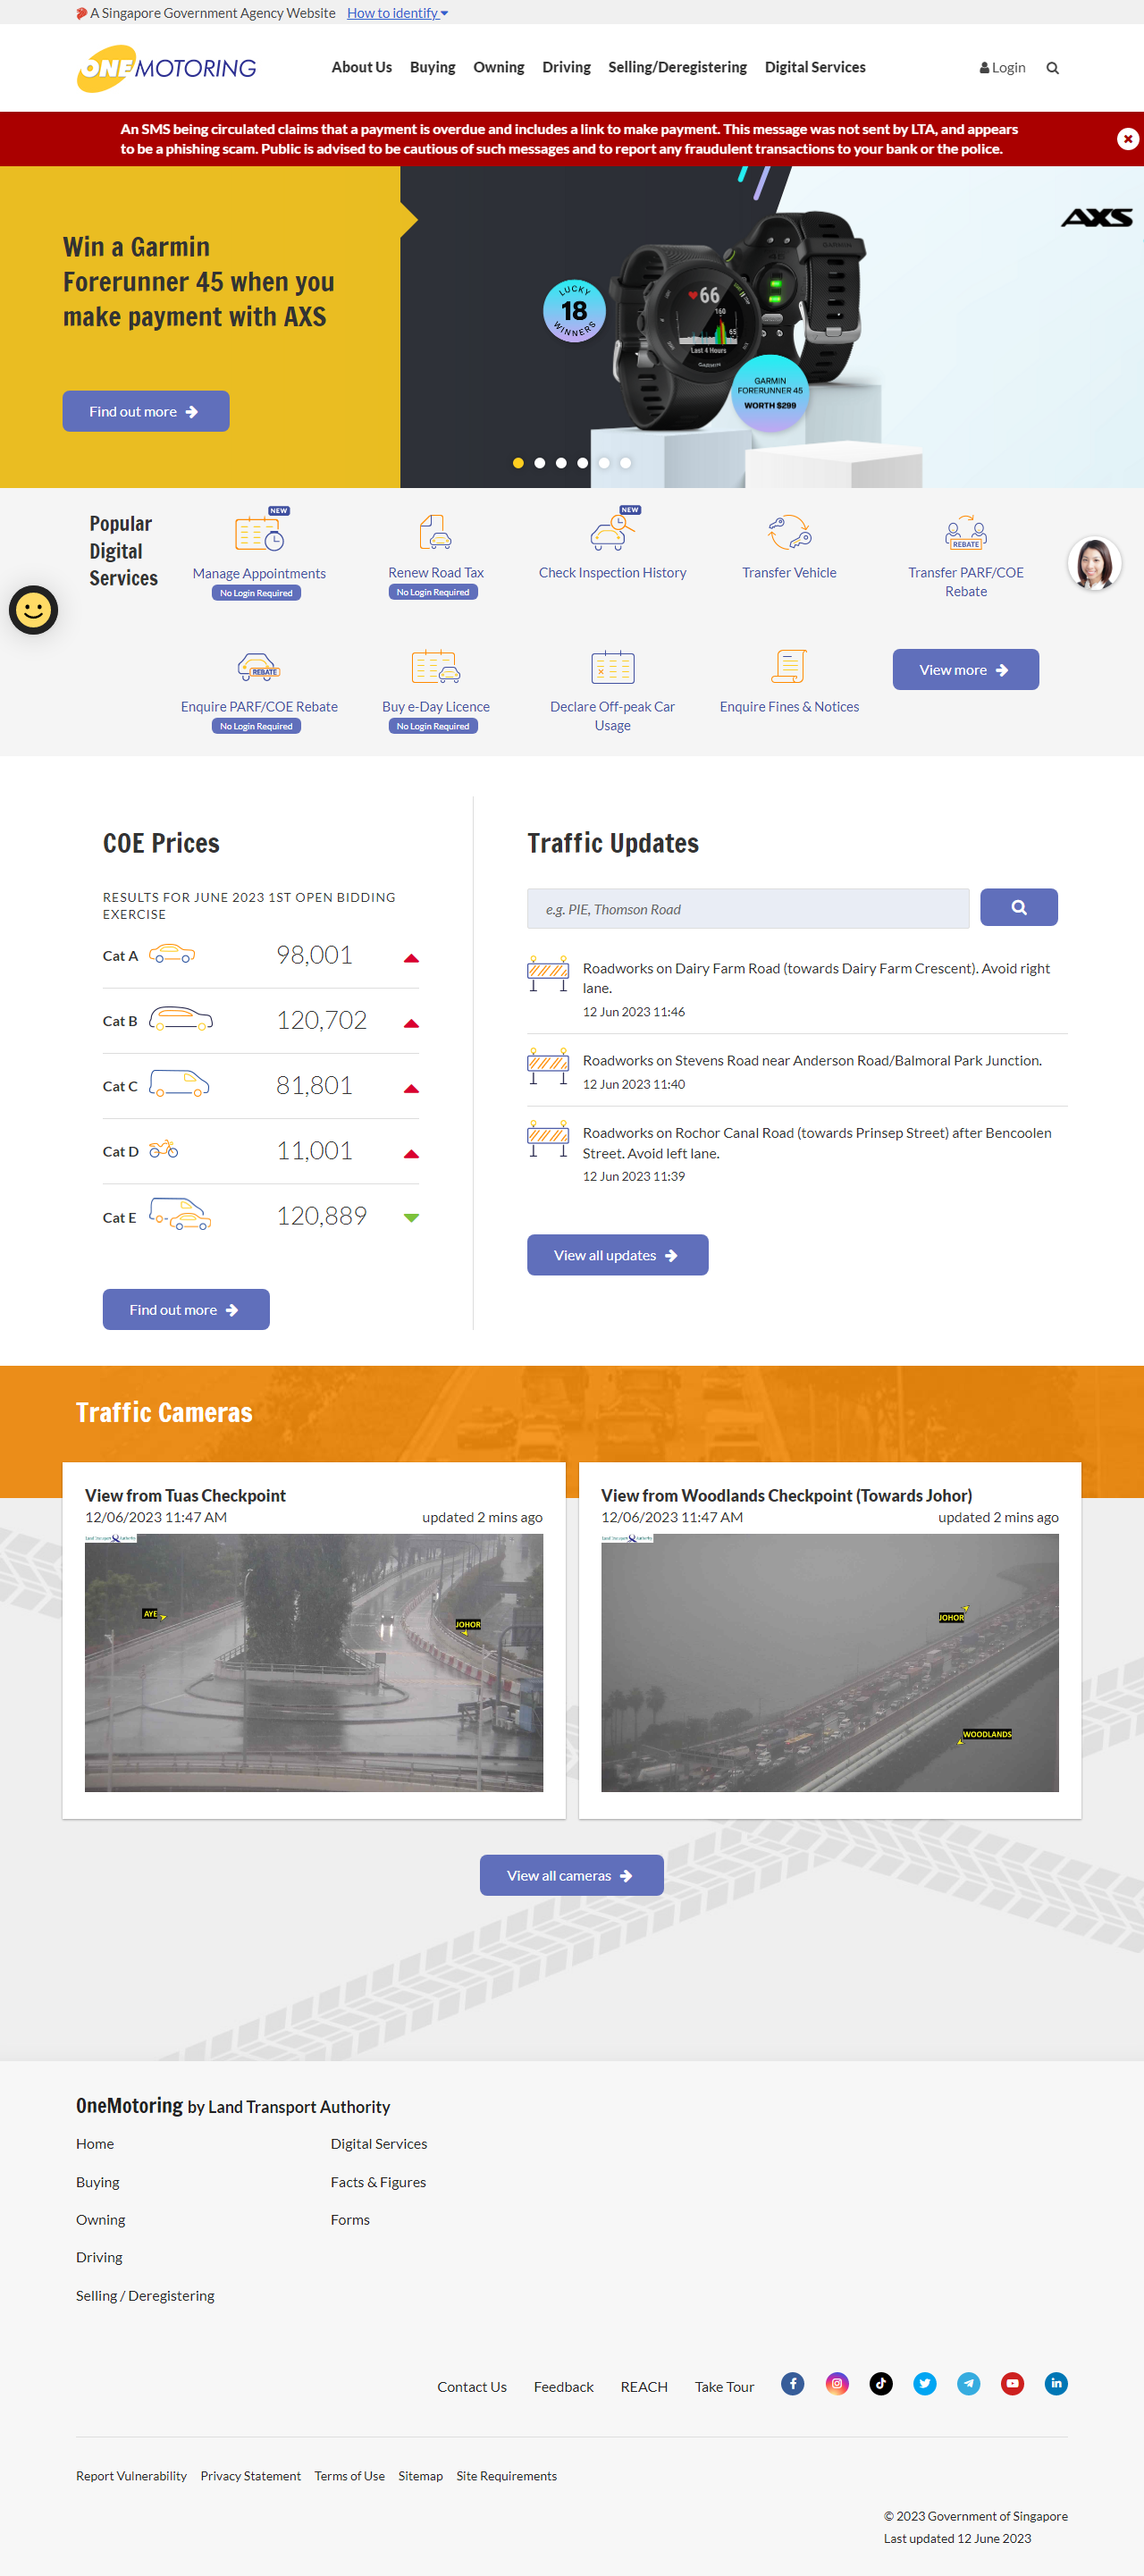 A Singapore Government Agency Website How to identify
ONE MOTORING
About Us Buying Owning Driving Selling/Deregistering Digital Services Login
An SMS being circulated claims that a payment is overdue and includes a link to make payment. This message was not sent by LTA, and appears
to be a phishing scam. Public is advised to be cautious of such messages and to report any fraudulent transactions to your bank or the police.
Win a Garmin
Forerunner 45 when you
make payment with AXS
Find out more
AXS
LUCKY
18
WINNERS
GARMIN
66
160
65
Last 4 Hours
GARMIN
GARMIN
FORERUNNER 45
WORTH $299
Popular
Digital
Services
NEW
Manage Appointments
No Login Required
Renew Road Tax
No Login Required
NEW
Check Inspection History
Transfer Vehicle
REBATE
Transfer PARF/COE
Rebate
REBATE
Enquire PARF/COE Rebate
No Login Required
Buy e-Day Licence
No Login Required
Declare Off-peak Car
Usage
Enquire Fines & Notices
View more
COE Prices
RESULTS FOR JUNE 2023 1ST OPEN BIDDING
EXERCISE
Cat A 98,001
Cat B 120,702
Cat C 81,801
Cat D 11,001
Cat E 120,889
Find out more
Traffic Updates
e.g. PIE, Thomson Road
Roadworks on Dairy Farm Road (towards Dairy Farm Crescent). Avoid right
lane.
12 Jun 2023 11:46
Roadworks on Stevens Road near Anderson Road/Balmoral Park Junction.
12 Jun 2023 11:40
Roadworks on Rochor Canal Road (towards Prinsep Street) after Bencoolen
Street. Avoid left lane.
12 Jun 2023 11:39
View all updates
Traffic Cameras
View from Tuas Checkpoint
12/06/2023 11:47 AM updated 2 mins ago
Land Transport Authority
AYE
JOHOR
View from Woodlands Checkpoint (Towards Johor)
12/06/2023 11:47 AM updated 2 mins ago
Land Transport Authority
JOHOR
WOODLANDS
View all cameras
OneMotoring by Land Transport Authority
Home
Buying
Owning
Driving
Selling / Deregistering
Digital Services
Facts & Figures
Forms
Contact Us Feedback REACH Take Tour
Report Vulnerability Privacy Statement Terms of Use Sitemap Site Requirements
© 2023 Government of Singapore
Last updated 12 June 2023